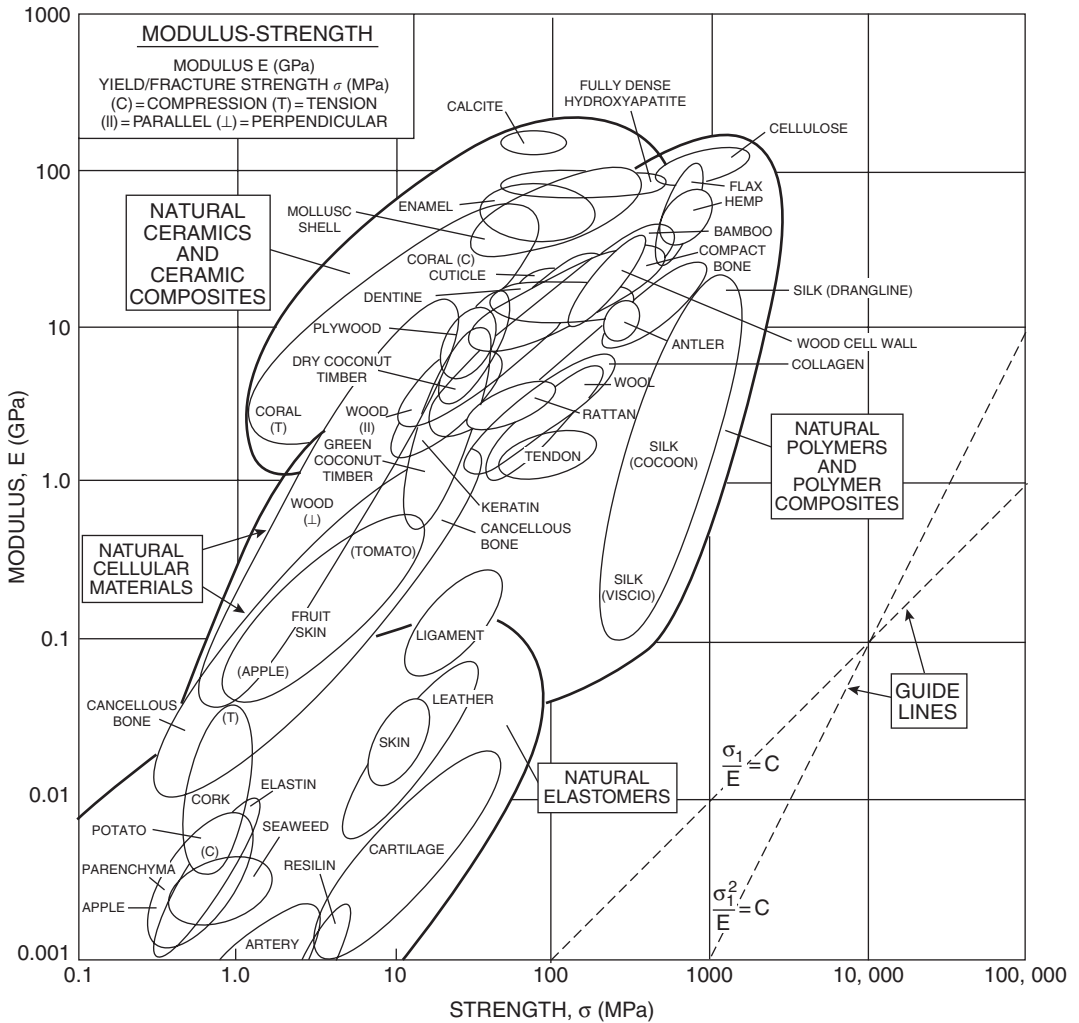 MODULUS-STRENGTH
MODULUS E (GPa)
YIELD/FRACTURE STRENGTH σ (MPa)
(C)=COMPRESSION (T)=TENSION
(II)=PARALLEL (⊥)=PERPENDICULAR
CALCITE
FULLY DENSE
HYDROXYAPATITE
CELLULOSE
NATURAL
CERAMICS
AND
CERAMIC
COMPOSITES
MOLLUSC
SHELL
ENAMEL
FLAX
HEMP
BAMBOO
COMPACT
BONE
CORAL (C)
CUTICLE
DENTINE
SILK (DRANGLINE)
PLYWOOD
ANTLER
WOOD CELL WALL
DRY COCONUT
TIMBER
COLLAGEN
WOOL
CORAL
(T)
WOOD
(II)
RATTAN
GREEN
COCONUT
TIMBER
TENDON
SILK
(COCOON)
NATURAL
POLYMERS
AND
POLYMER
COMPOSITES
WOOD
(⊥)
KERATIN
CANCELLOUS
BONE
NATURAL
CELLULAR
MATERIALS
(TOMATO)
SILK
(VISCIO)
FRUIT
SKIN
LIGAMENT
(APPLE)
CANCELLOUS
BONE
(T)
LEATHER
SKIN
GUIDE
LINES
σ1/E=C
NATURAL
ELASTOMERS
CORK
ELASTIN
POTATO
SEAWEED
(C)
PARENCHYMA
RESILIN
CARTILAGE
APPLE
ARTERY
σ1²/E=C
1000
100
10
1.0
0.1
0.01
0.001
MODULUS, E (GPa)
0.1
1.0
10
100
1000
10, 000
100, 000
STRENGTH, σ (MPa)